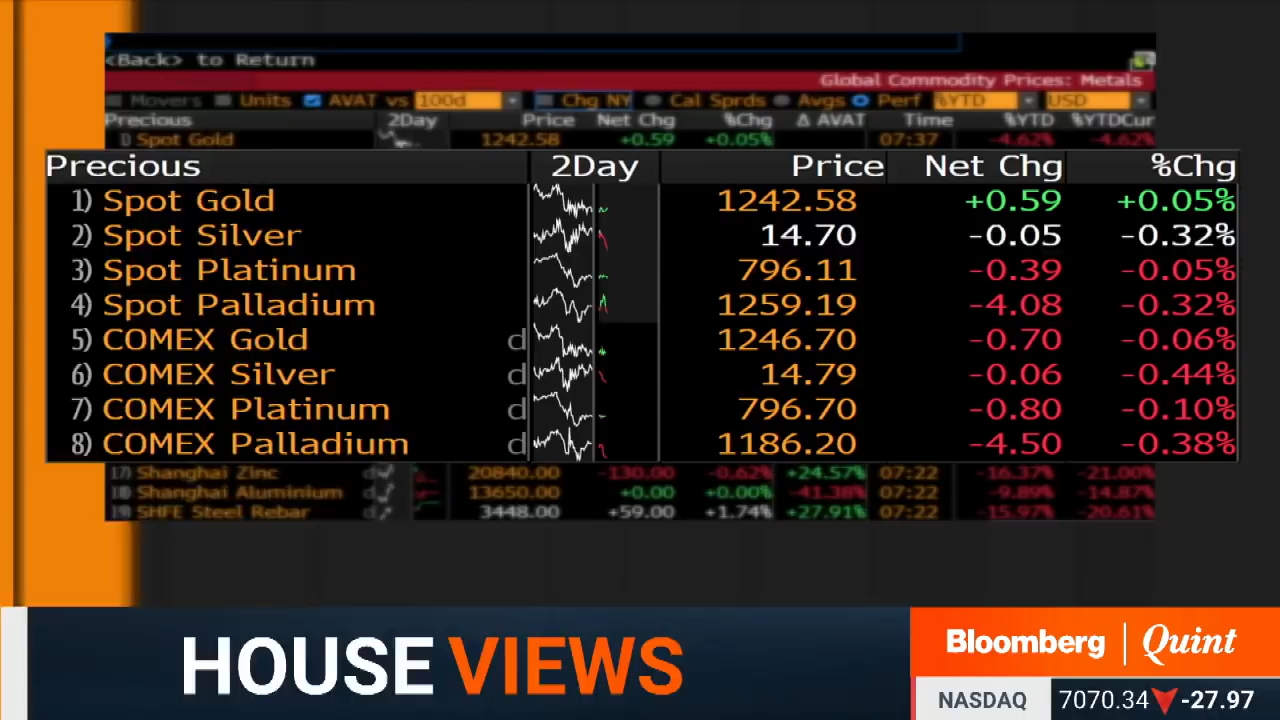 <Back> to Return
Global Commodity Prices: Metals
Movers Units AVAT vs 100d Chg NY Cal Sprds Avgs Perf %YTD USD
Precious 2Day Price Net Chg %Chg Δ AVAT Time %YTD %YTDCur
1) Spot Gold 1242.58 +0.59 +0.05% 07:37 -4.62% -4.62%
Precious 2Day Price Net Chg %Chg
1) Spot Gold 1242.58 +0.59 +0.05%
2) Spot Silver 14.70 -0.05 -0.32%
3) Spot Platinum 796.11 -0.39 -0.05%
4) Spot Palladium 1259.19 -4.08 -0.32%
5) COMEX Gold d 1246.70 -0.70 -0.06%
6) COMEX Silver d 14.79 -0.06 -0.44%
7) COMEX Platinum d 796.70 -0.80 -0.10%
8) COMEX Palladium d 1186.20 -4.50 -0.38%
17) Shanghai Zinc d 20840.00 -130.00 -0.62% +24.57% 07:22 -16.37% -21.00%
18) Shanghai Aluminium d 13650.00 +0.00 +0.00% -41.38% 07:22 -9.89% -14.87%
19) SHFE Steel Rebar d 3448.00 +59.00 +1.74% +27.91% 07:22 -15.97% -20.61%
HOUSE VIEWS
Bloomberg | Quint
NASDAQ 7070.34 -27.97